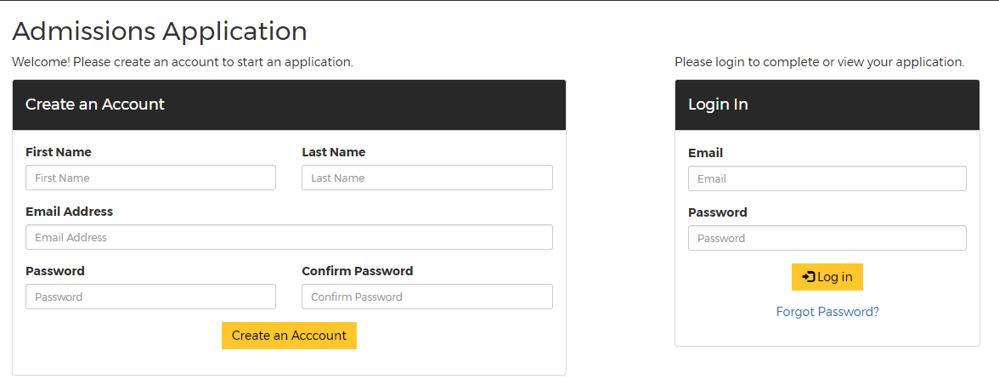 Admissions Application
Welcome! Please create an account to start an application.
Create an Account
First Name
First Name
Last Name
Last Name
Email Address
Email Address
Password
Password
Confirm Password
Confirm Password
Create an Acccount
Please login to complete or view your application.
Login In
Email
Email
Password
Password
Log in
Forgot Password?